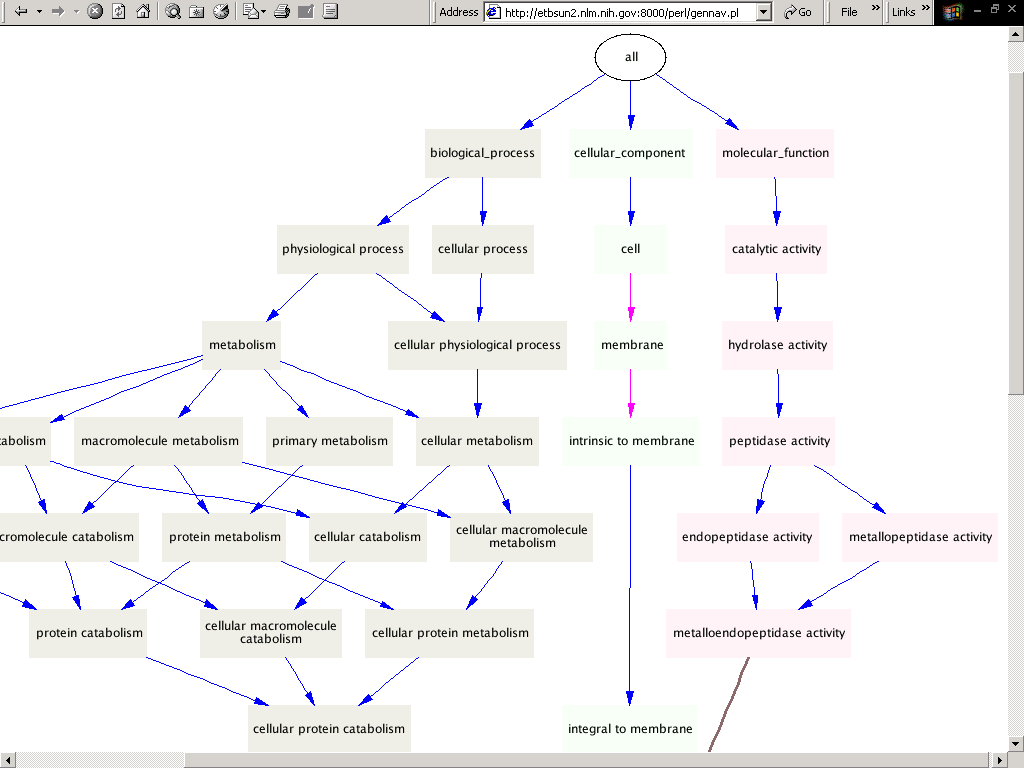 Address http://etbsun2.nlm.nih.gov:8000/perl/gennav.pl Go File » Links »
all
biological_process cellular_component molecular_function
physiological process cellular process cell catalytic activity
metabolism cellular physiological process membrane hydrolase activity
tabolism macromolecule metabolism primary metabolism cellular metabolism intrinsic to membrane peptidase activity
cromolecule catabolism protein metabolism cellular catabolism cellular macromolecule
metabolism
endopeptidase activity metallopeptidase activity
protein catabolism cellular macromolecule
catabolism
cellular protein metabolism metalloendopeptidase activity
cellular protein catabolism integral to membrane